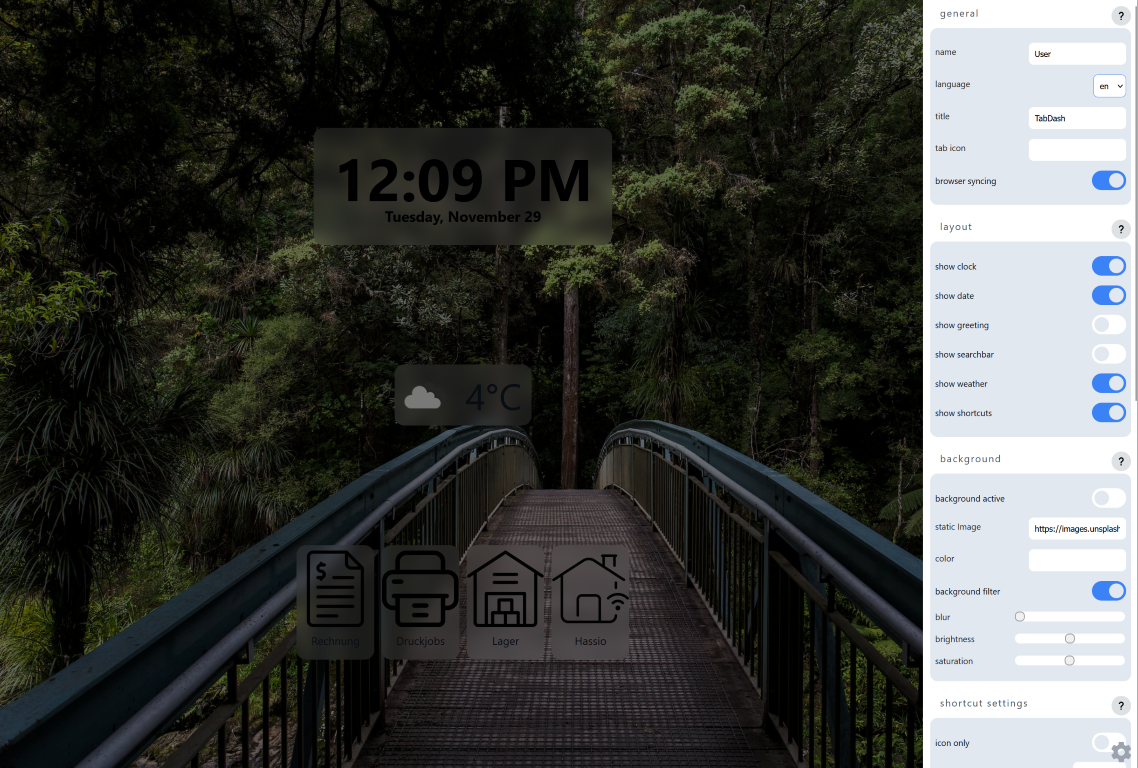 12:09 PM
Tuesday, November 29
4°C
$
Rechnung
Druckjobs
Lager
Hassio
general
?
name
User
language
en
title
TabDash
tab icon
browser syncing
layout
?
show clock
show date
show greeting
show searchbar
show weather
show shortcuts
background
?
background active
static Image
https://images.unsplash
color
background filter
blur
brightness
saturation
shortcut settings
?
icon only